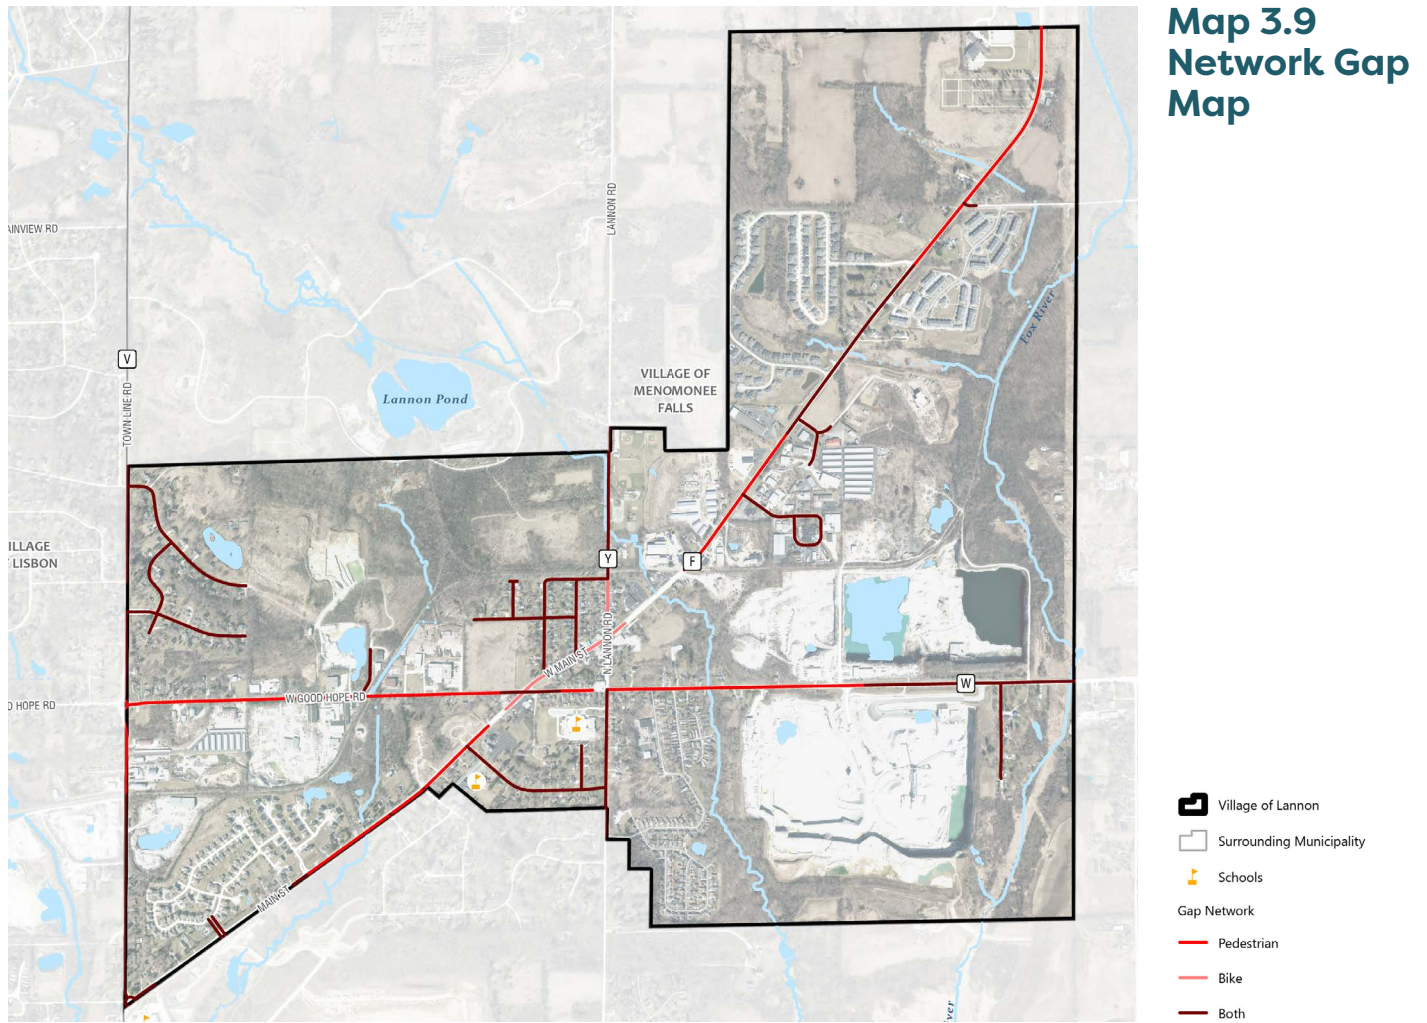 Map 3.9
Network Gap
Map
AINVIEW RD
LANNON RD
Fox River
V
TOWN LINE RD
Lannon Pond
VILLAGE OF
MENOMONEE
FALLS
ILLAGE
LISBON
Y
F
N LANNON RD
W MAIN ST
W GOOD HOPE RD
W
D HOPE RD
MAIN ST
iver
Village of Lannon
Surrounding Municipality
Schools
Gap Network
Pedestrian
Bike
Both